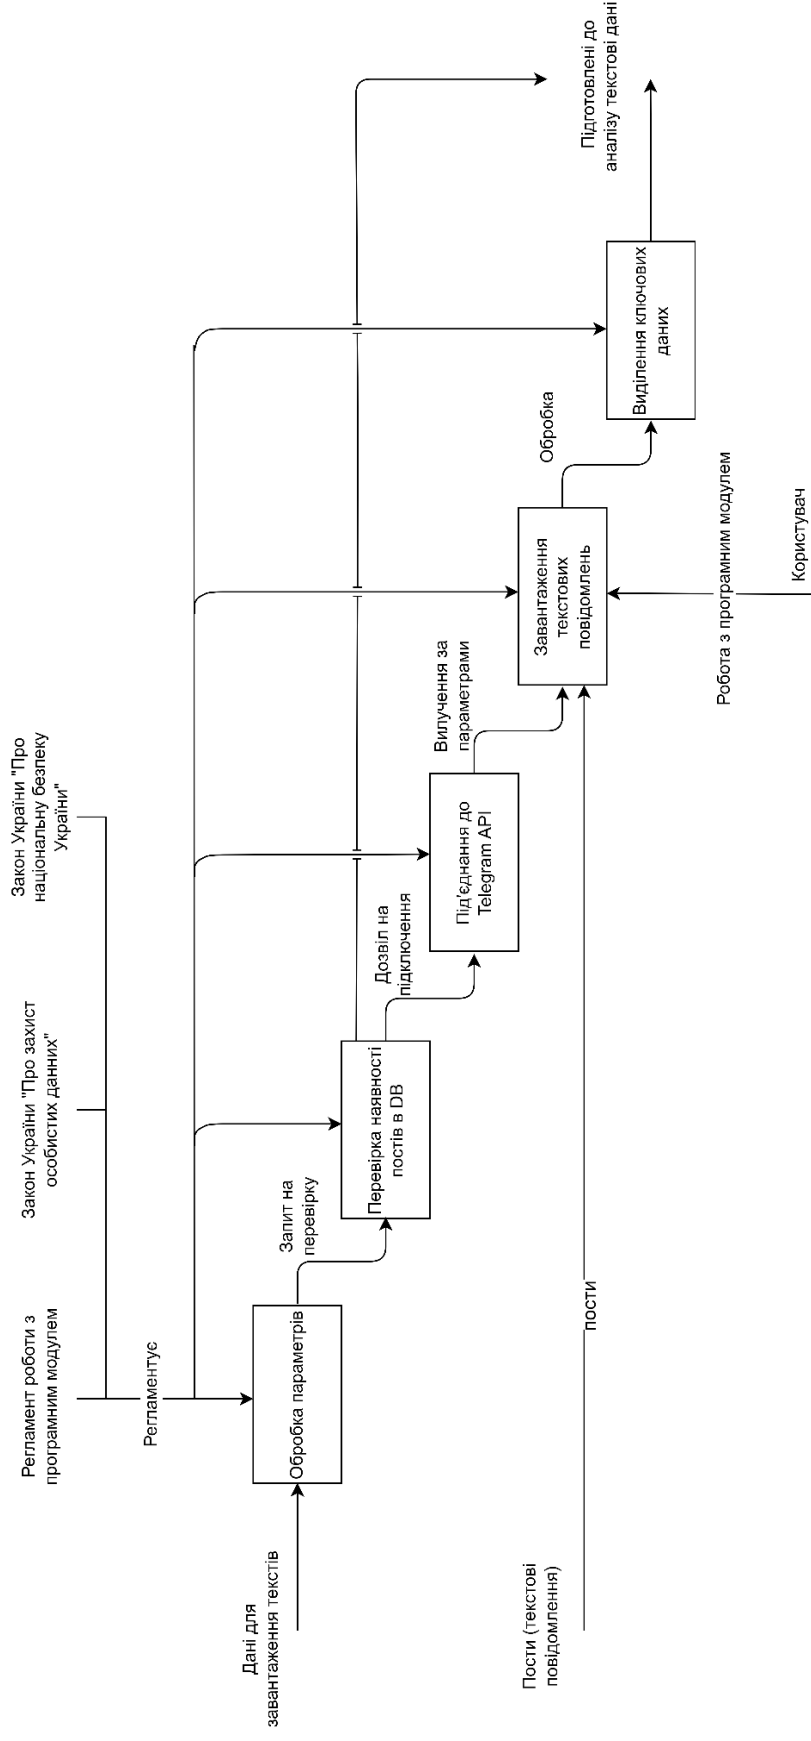 Регламент роботи з
програмним модулем
Закон України "Про захист
особистих данних"
Закон України "Про
національну безпеку
України"
Регламентує
Дані для
завантаження текстів
Обробка параметрів
Запит на
перевірку
Перевірка наявності
постів в DB
Дозвіл на
підключення
Під'єднання до
Telegram API
Вилучення за
параметрами
Завантаження
текстових
повідомлень
Обробка
Виділення ключових
даних
Підготовлені до
аналізу текстові дані
Пости (текстові
повідомлення)
пости
Робота з програмним модулем
Користувач